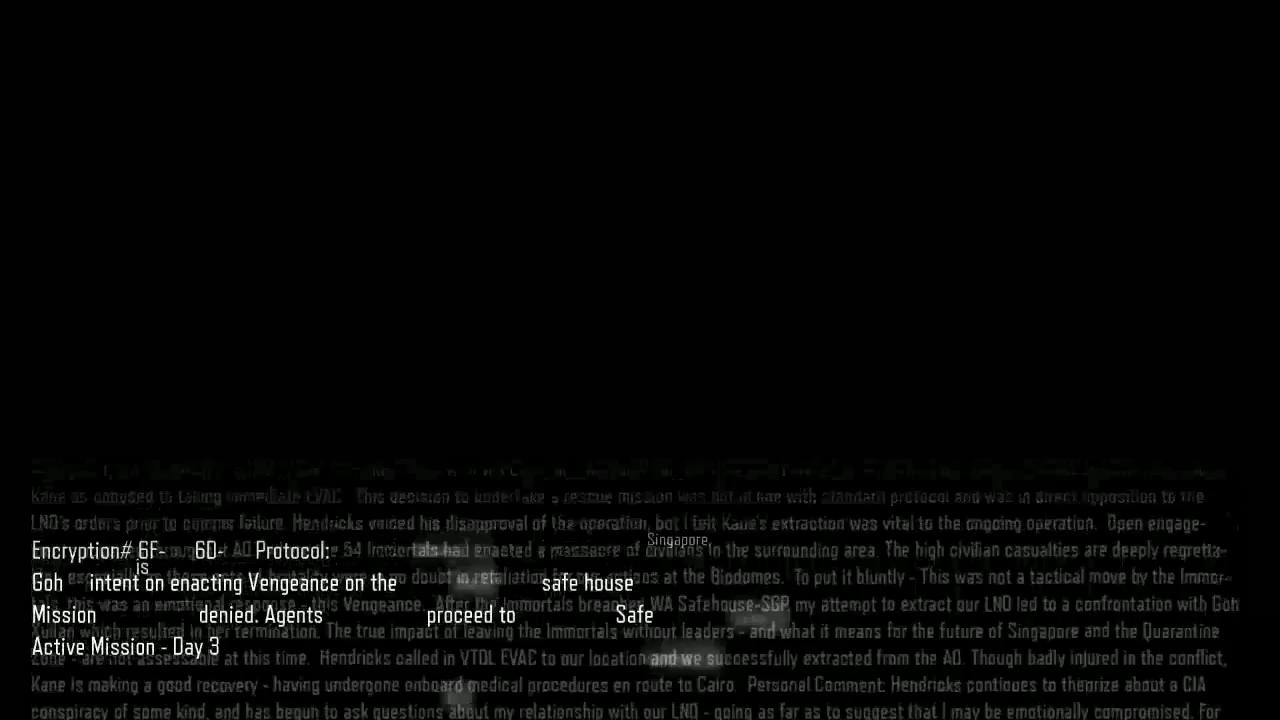 Kane as opposed to taking immediate EVAC. This decision to undertake a rescue mission was not in line with standard protocol and was in direct opposition to the
LNO's orders prior to comms failure. Hendricks voiced his disapproval of the operation, but I felt Kane's extraction was vital to the ongoing operation. Open engage-
Singapore,
Encryption# 6F- 6D- Protocol:
54 Immortals had enacted a massacre of civilians in the surrounding area. The high civilian casualties are deeply regretta-
is
Goh intent on enacting Vengeance on the safe house
no doubt in retaliation for our actions at the Biodomes. To put it bluntly - This was not a tactical move by the Immor-
tals, this was an emotional response - this Vengeance. After the Immortals breached WA Safehouse-SGP, my attempt to extract our LNO led to a confrontation with Goh
Mission denied. Agents proceed to Safe
Xiulan which resulted in her termination. The true impact of leaving the Immortals without leaders - and what it means for the future of Singapore and the Quarantine
Active Mission - Day 3
Zone - are not assessable at this time. Hendricks called in VTOL EVAC to our location and we successfully extracted from the AO. Though badly injured in the conflict,
Kane is making a good recovery - having undergone onboard medical procedures en route to Cairo. Personal Comment: Hendricks continues to theorize about a CIA
conspiracy of some kind, and has begun to ask questions about my relationship with our LNO - going as far as to suggest that I may be emotionally compromised. For